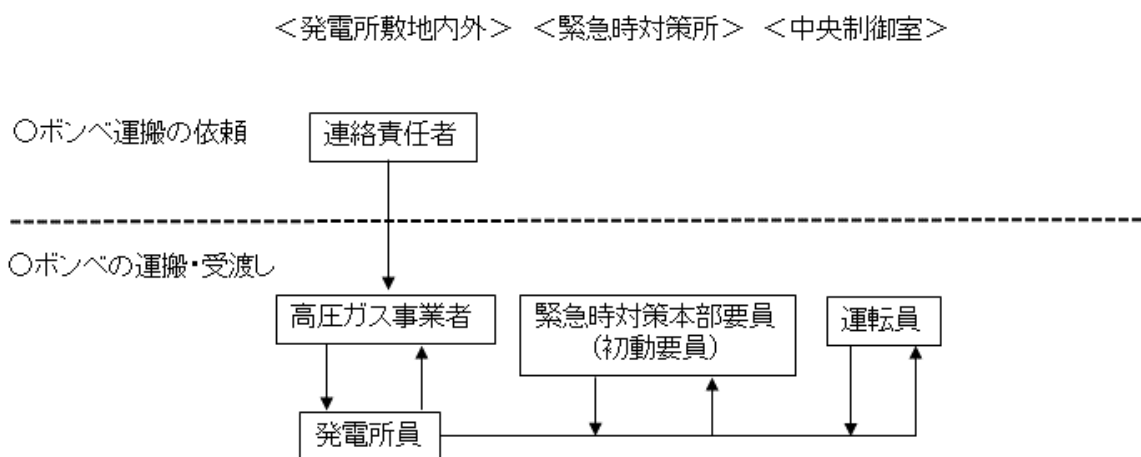 ＜発電所敷地内外＞ ＜緊急時対策所＞ ＜中央制御室＞
○ボンベ運搬の依頼
連絡責任者
○ボンベの運搬・受渡し
高圧ガス事業者
緊急時対策本部要員
（初動要員）
運転員
発電所員